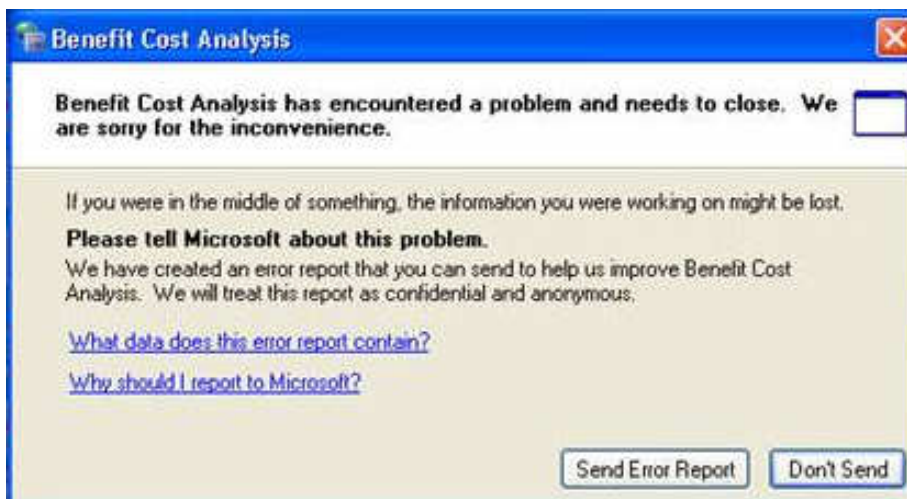 Benefit Cost Analysis
Benefit Cost Analysis has encountered a problem and needs to close. We
are sorry for the inconvenience.
If you were in the middle of something, the information you were working on might be lost.
Please tell Microsoft about this problem.
We have created an error report that you can send to help us improve Benefit Cost
Analysis. We will treat this report as confidential and anonymous.
What data does this error report contain?
Why should I report to Microsoft?
Send Error Report
Don't Send